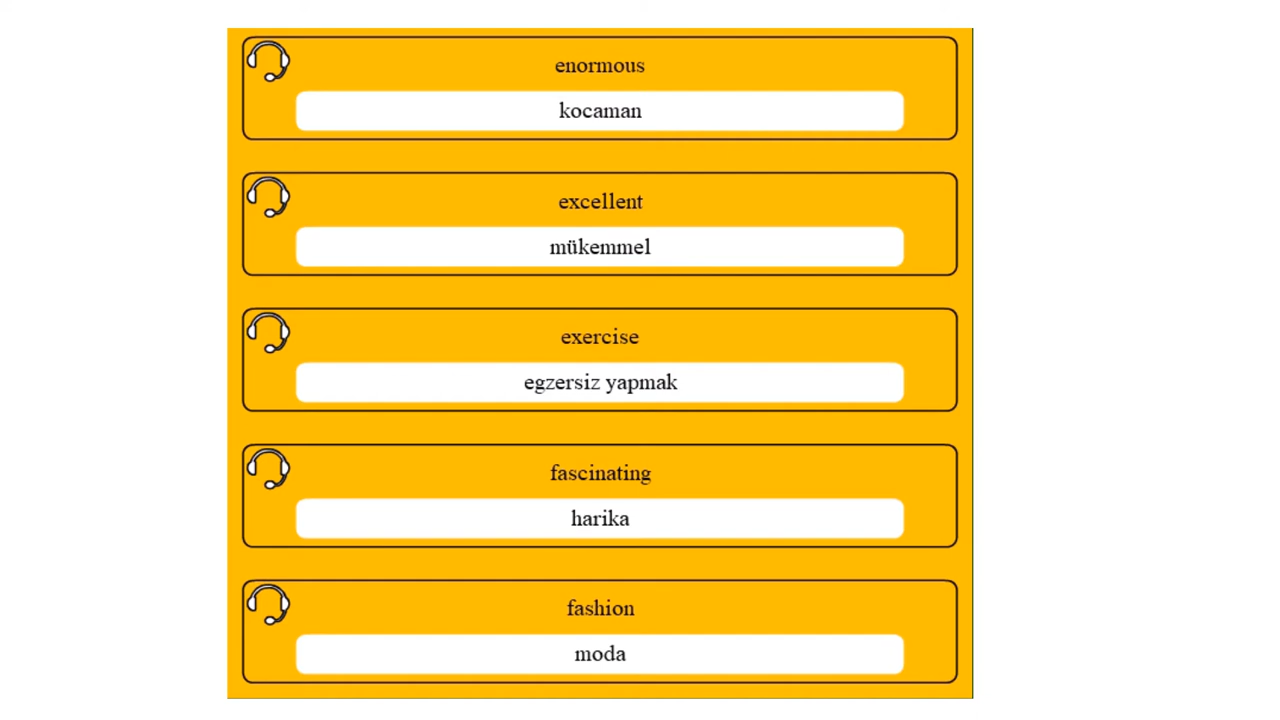 enormous
kocaman
excellent
mükemmel
exercise
egzersiz yapmak
fascinating
harika
fashion
moda